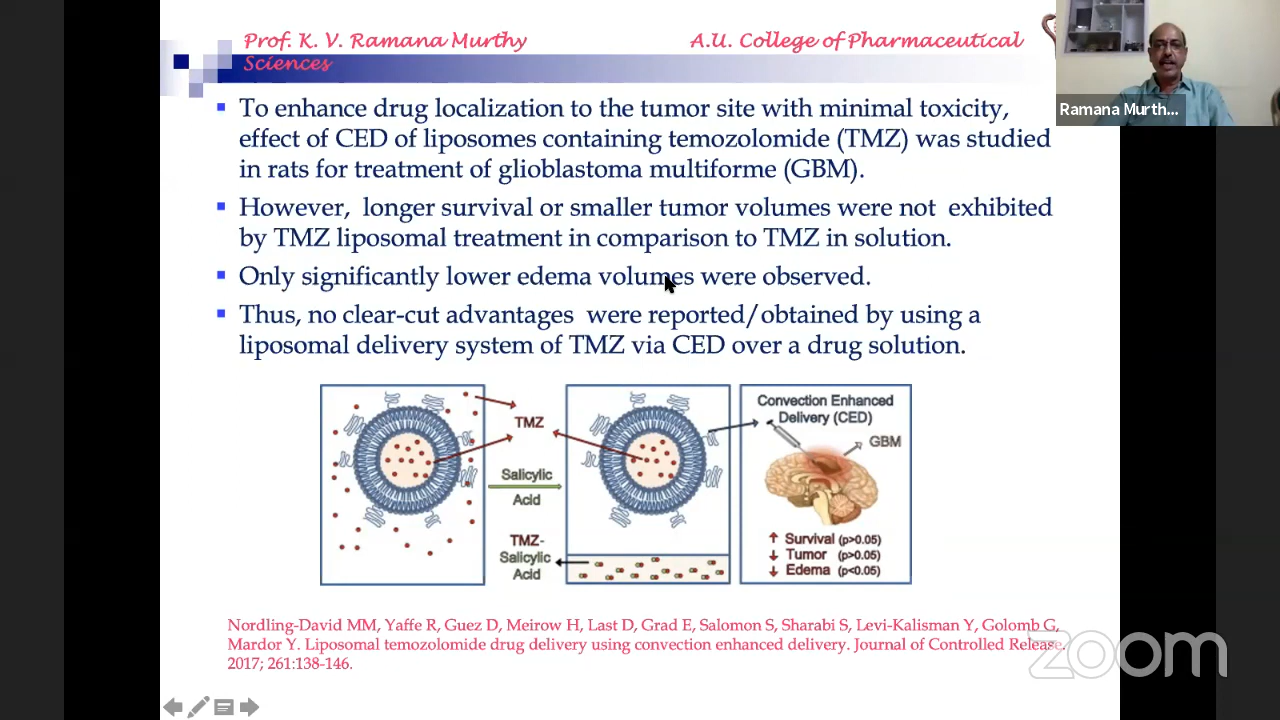 Prof. K. V. Ramana Murthy A.U. College of Pharmaceutical
Sciences
Ramana Murth...
To enhance drug localization to the tumor site with minimal toxicity,
effect of CED of liposomes containing temozolomide (TMZ) was studied
in rats for treatment of glioblastoma multiforme (GBM).
However, longer survival or smaller tumor volumes were not exhibited
by TMZ liposomal treatment in comparison to TMZ in solution.
Only significantly lower edema volumes were observed.
Thus, no clear-cut advantages were reported/obtained by using a
liposomal delivery system of TMZ via CED over a drug solution.
TMZ
Salicylic
Acid
TMZ-
Salicylic
Acid
Convection Enhanced
Delivery (CED)
GBM
↑ Survival (p>0.05)
↓ Tumor (p>0.05)
↓ Edema (p<0.05)
Nordling-David MM, Yaffe R, Guez D, Meirow H, Last D, Grad E, Salomon S, Sharabi S, Levi-Kalisman Y, Golomb G,
Mardor Y. Liposomal temozolomide drug delivery using convection enhanced delivery. Journal of Controlled Release.
2017; 261:138-146.
zoom